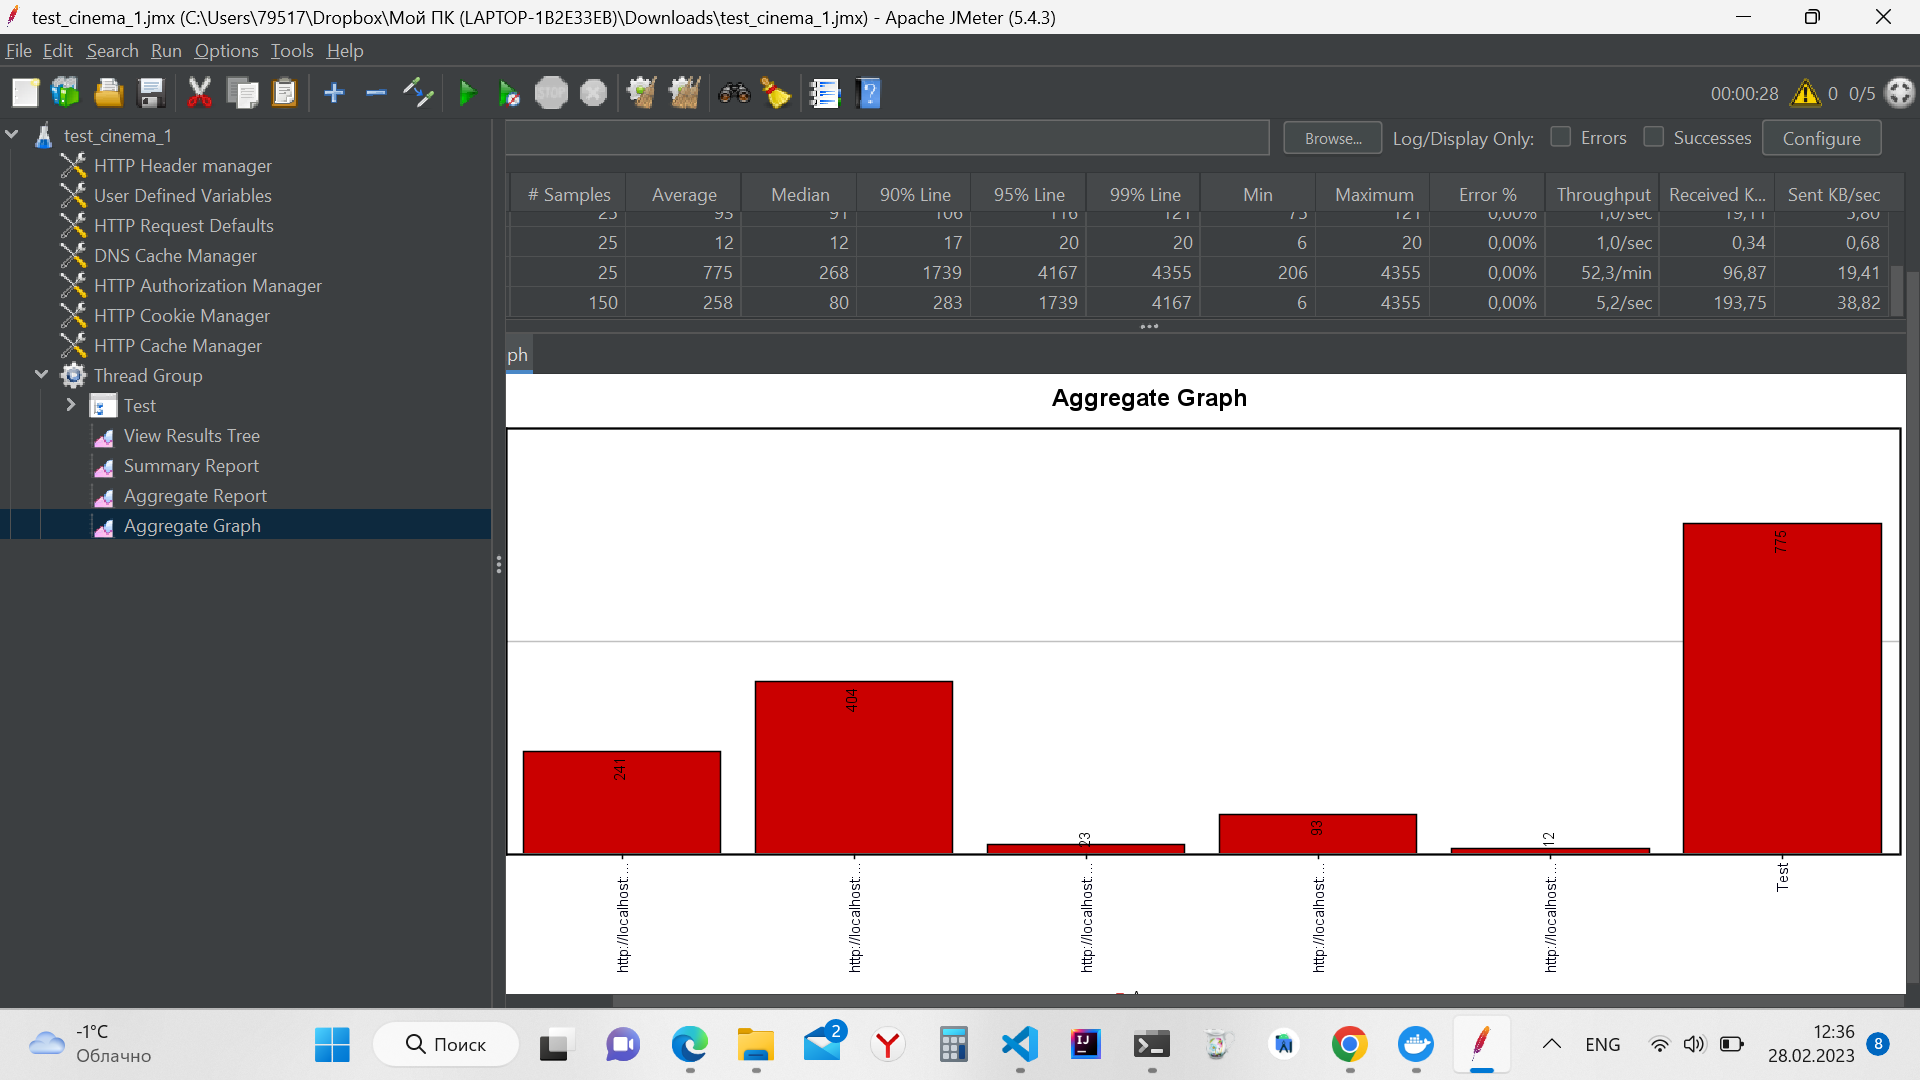 test_cinema_1.jmx (C:\Users\79517\Dropbox\Мой ПК (LAPTOP-1B2E33EB)\Downloads\test_cinema_1.jmx) - Apache JMeter (5.4.3)
File Edit Search Run Options Tools Help
STOP
00:00:28 0 0/5
test_cinema_1
HTTP Header manager
User Defined Variables
HTTP Request Defaults
DNS Cache Manager
HTTP Authorization Manager
HTTP Cookie Manager
HTTP Cache Manager
Thread Group
Test
View Results Tree
Summary Report
Aggregate Report
Aggregate Graph
Browse... Log/Display Only: Errors Successes Configure
# Samples Average Median 90% Line 95% Line 99% Line Min Maximum Error % Throughput Received K... Sent KB/sec
25 93 91 106 116 121 75 121 0,00% 1,0/sec 19,11 3,80
25 12 12 17 20 20 6 20 0,00% 1,0/sec 0,34 0,68
25 775 268 1739 4167 4355 206 4355 0,00% 52,3/min 96,87 19,41
150 258 80 283 1739 4167 6 4355 0,00% 5,2/sec 193,75 38,82
ph
Aggregate Graph
241 404 23 93 12 775
http://localhost:...
http://localhost:...
http://localhost:...
http://localhost:...
http://localhost:...
Test
-1°C
Облачно
Поиск
2
IJ
ENG
12:36
28.02.2023
8